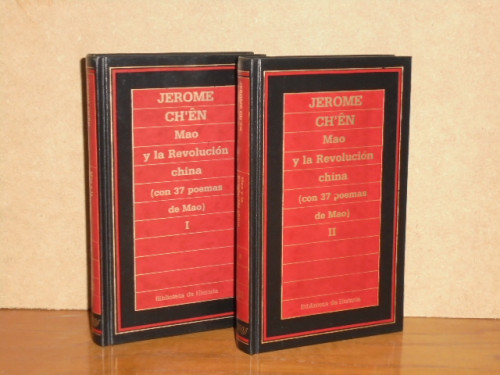 JEROME
CH'ÊN
Mao
y la Revolución
china
(con 37 poemas
de Mao)
I
Biblioteca de Historia
JEROME
CH'ÊN
Mao
y la Revolución
china
(con 37 poemas
de Mao)
II
Biblioteca de Historia